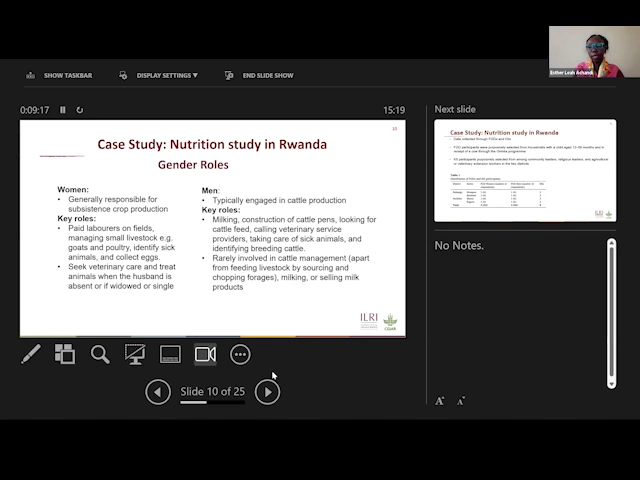 Esther Leah Achandi
SHOW TASKBAR
DISPLAY SETTINGS ▼
END SLIDE SHOW
0:09:17
15:19
Next slide
10
Case Study: Nutrition study in Rwanda
Gender Roles
Women:
• Generally responsible for
subsistence crop production
Key roles:
• Paid labourers on fields,
managing small livestock e.g.
goats and poultry, identify sick
animals, and collect eggs.
• Seek veterinary care and treat
animals when the husband is
absent or if widowed or single
Men:
• Typically engaged in cattle production
Key roles:
• Milking, construction of cattle pens, looking for
cattle feed, calling veterinary service
providers, taking care of sick animals, and
identifying breeding cattle.
• Rarely involved in cattle management (apart
from feeding livestock by sourcing and
chopping forages), milking, or selling milk
products
ILRI
CGIAR
Case Study: Nutrition study in Rwanda
No Notes.
Slide 10 of 25